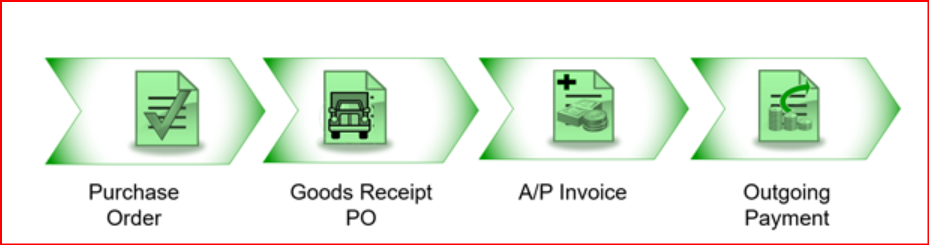 Purchase
Order
Goods Receipt
PO
A/P Invoice
Outgoing
Payment